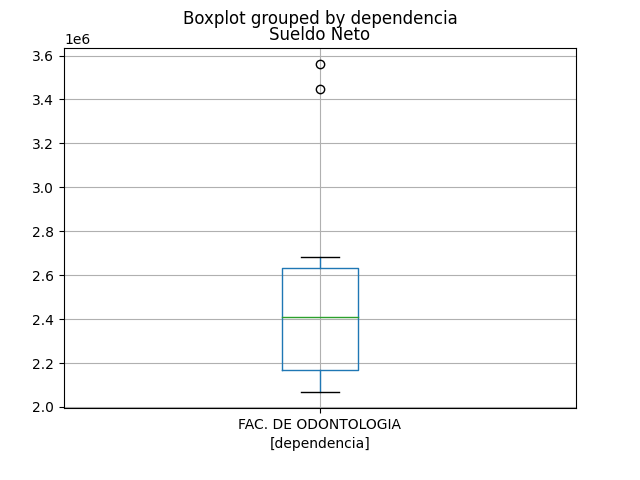 Boxplot grouped by dependencia
Sueldo Neto
1e6
3.6
3.4
3.2
3.0
2.8
2.6
2.4
2.2
2.0
FAC. DE ODONTOLOGIA
[dependencia]